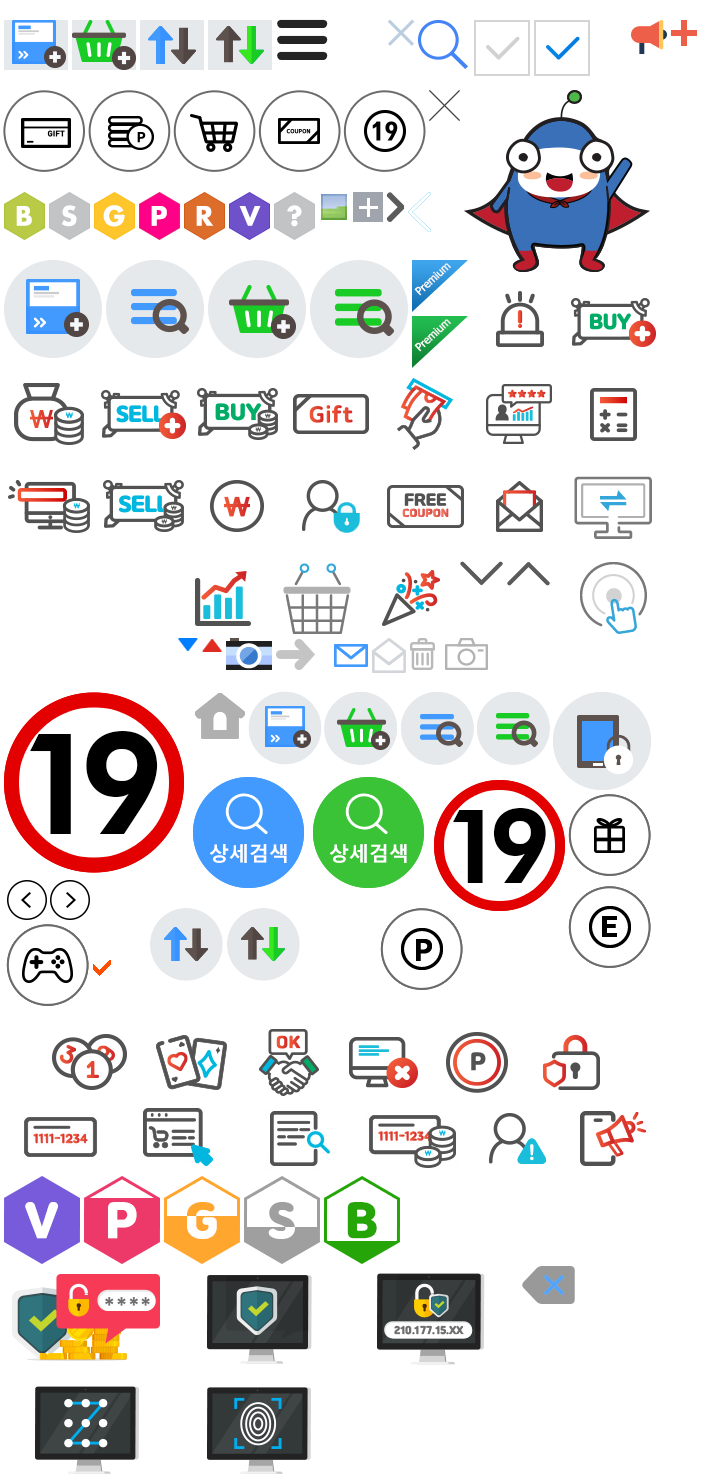 GIFT
P
COUPON
19
B S G P R V ?
Premium
Premium
BUY
₩
₩
SELL
BUY
₩
Gift
₩
SELL
₩
₩
FREE
COUPON
19
상세검색
상세검색
19
P
E
3
1
8
OK
P
1111-1234
1111-1234
₩
!
V P G S B
****
210.177.15.XX